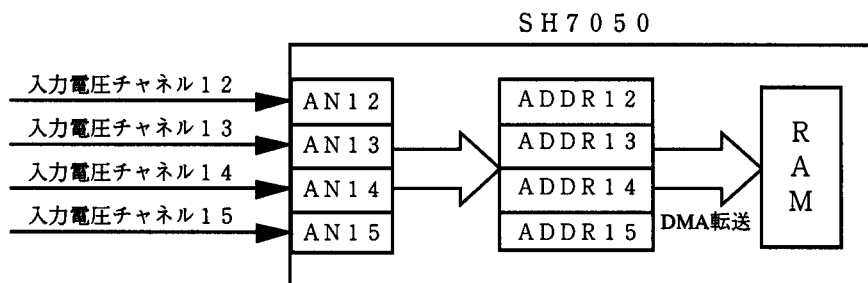 SH7050
入力電圧チャネル12
入力電圧チャネル13
入力電圧チャネル14
入力電圧チャネル15
AN12
AN13
AN14
AN15
ADDR12
ADDR13
ADDR14
ADDR15
DMA転送
RAM